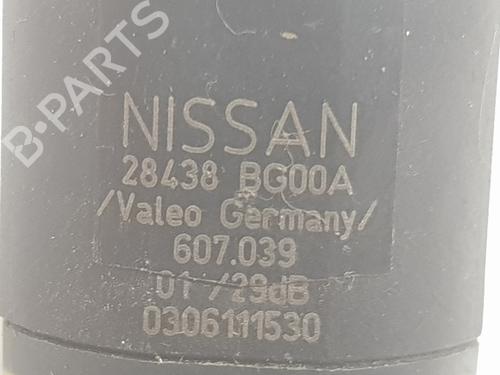 B-PARTS
NISSAN
28438 BG00A
/Valeo Germany/
607.039
01 /29dB
0306111530